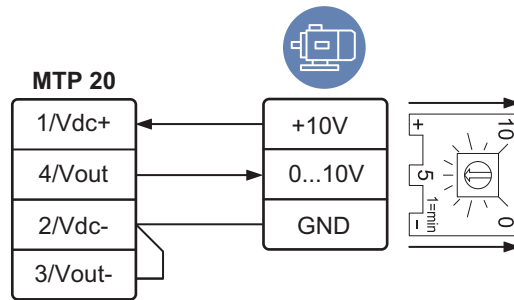 MTP 20
1/Vdc+
4/Vout
2/Vdc-
3/Vout-
+10V
0...10V
GND
+
-
5
1=min
10
0